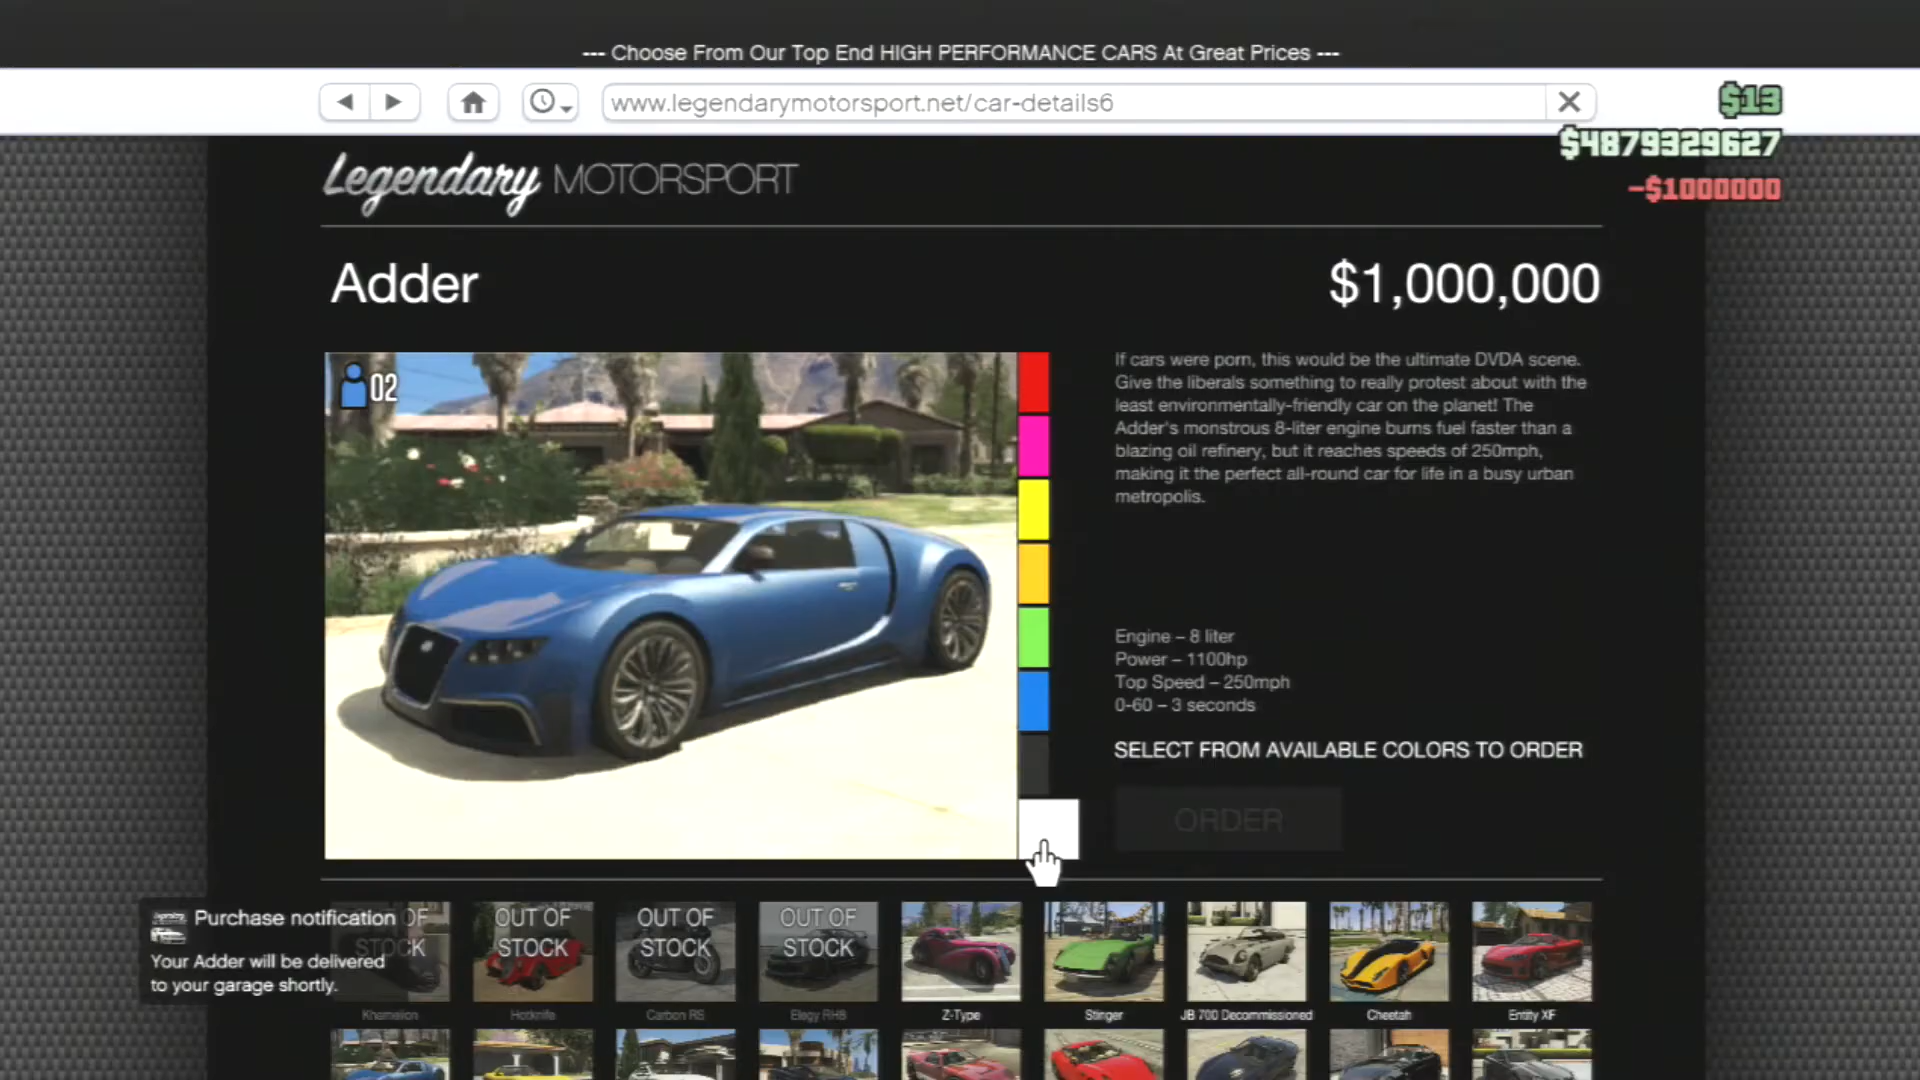 --- Choose From Our Top End HIGH PERFORMANCE CARS At Great Prices ---
www.legendarymotorsport.net/car-details6
$13
$4879329627
-$1000000
Legendary MOTORSPORT
Adder
$1,000,000
02
If cars were porn, this would be the ultimate DVDA scene.
Give the liberals something to really protest about with the
least environmentally-friendly car on the planet! The
Adder's monstrous 8-liter engine burns fuel faster than a
blazing oil refinery, but it reaches speeds of 250mph,
making it the perfect all-round car for life in a busy urban
metropolis.
Engine – 8 liter
Power – 1100hp
Top Speed – 250mph
0-60 – 3 seconds
SELECT FROM AVAILABLE COLORS TO ORDER
ORDER
Purchase notification
Your Adder will be delivered
to your garage shortly.
OF
STOCK
OUT OF
STOCK
OUT OF
STOCK
OUT OF
STOCK
Khamelion
Hotknife
Carbon RS
Elegy RH8
Z-Type
Stinger
JB 700 Decommissioned
Cheetah
Entity XF